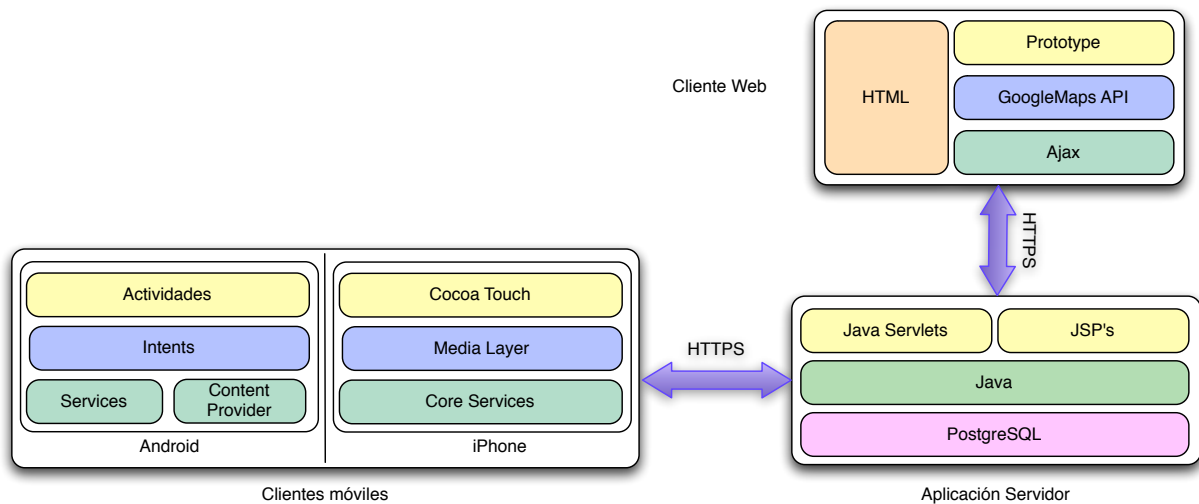 Cliente Web
HTML
Prototype
GoogleMaps API
Ajax
HTTPS
Actividades
Intents
Services
Content
Provider
Android
Cocoa Touch
Media Layer
Core Services
iPhone
Clientes móviles
HTTPS
Java Servlets
JSP's
Java
PostgreSQL
Aplicación Servidor